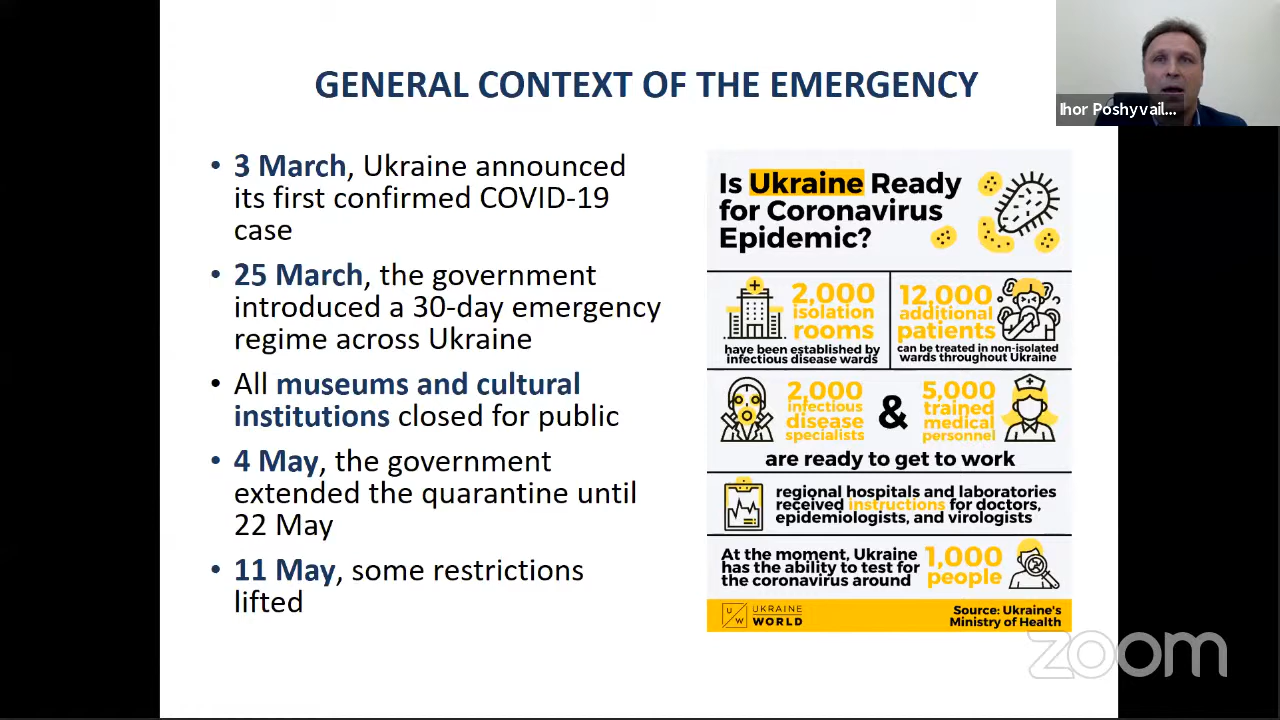 GENERAL CONTEXT OF THE EMERGENCY
Ihor Poshyvail...
• 3 March, Ukraine announced
its first confirmed COVID-19
case
• 25 March, the government
introduced a 30-day emergency
regime across Ukraine
• All museums and cultural
institutions closed for public
• 4 May, the government
extended the quarantine until
22 May
• 11 May, some restrictions
lifted
Is Ukraine Ready
for Coronavirus
Epidemic?
2,000
isolation
rooms
have been established by
infectious disease wards
12,000
additional
patients
can be treated in non-isolated
wards throughout Ukraine
2,000
infectious
disease
specialists
&
5,000
trained
medical
personnel
are ready to get to work
regional hospitals and laboratories
received instructions for doctors,
epidemiologists, and virologists
At the moment, Ukraine
has the ability to test for
the coronavirus around
1,000
people
U
W
UKRAINE
WORLD
Source: Ukraine's
Ministry of Health
zoom